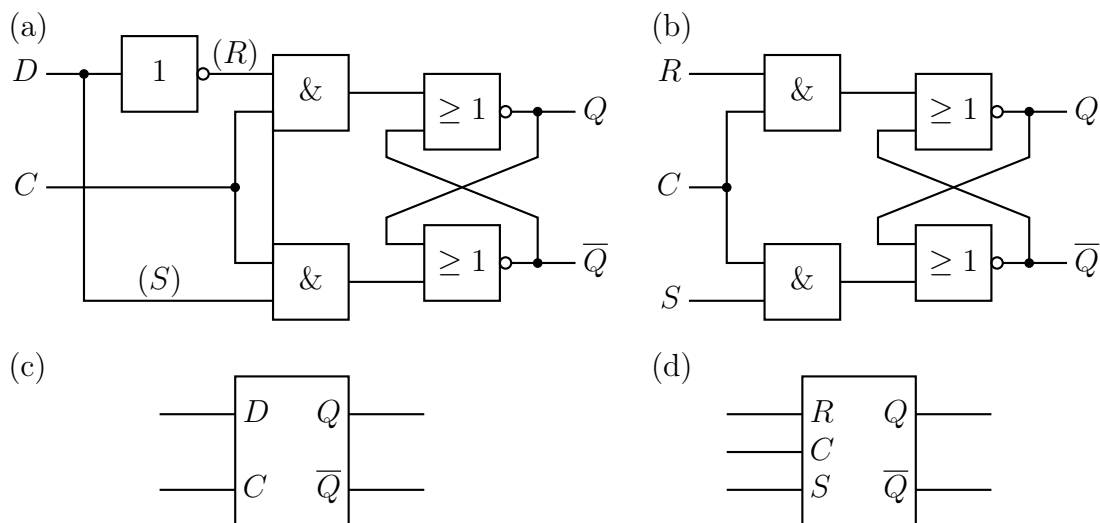 (a) (b)
D 1 (R) & ≥ 1 Q R & ≥ 1 Q
C C
(S) & ≥ 1 Q̅ S & ≥ 1 Q̅
(c) (d)
D Q R Q
C
C Q̅ S Q̅